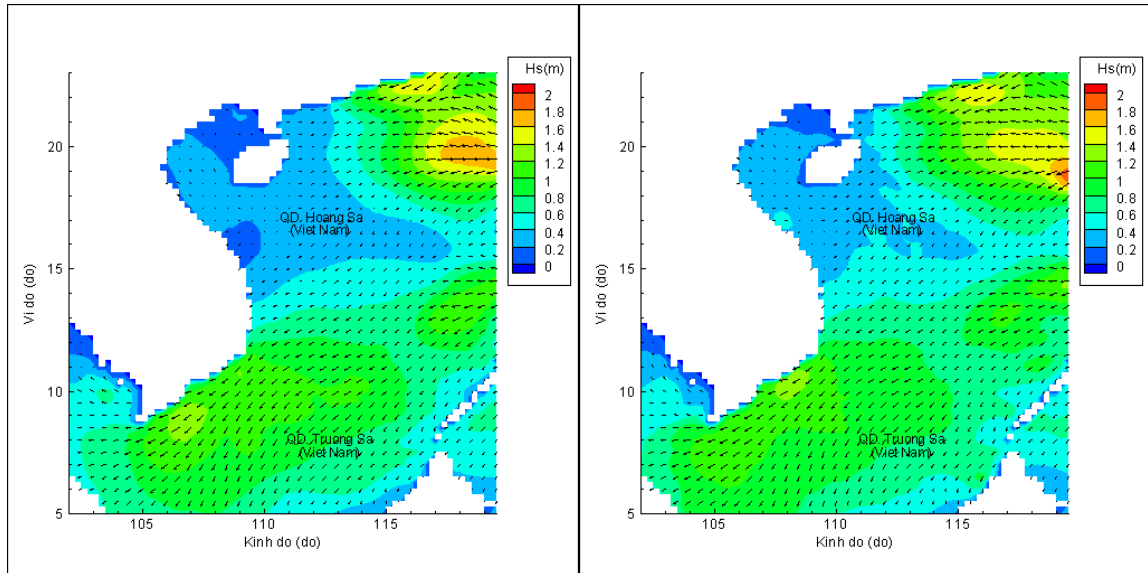 Hs(m)
2
1.8
1.6
1.4
1.2
1
0.8
0.6
0.4
0.2
0
20
15
10
5
Vi do (do)
QD. Hoang Sa
(Viet Nam)
QD. Truong Sa
(Viet Nam)
105
110
115
Kinh do (do)
Hs(m)
2
1.8
1.6
1.4
1.2
1
0.8
0.6
0.4
0.2
0
20
15
10
5
Vi do (do)
QD. Hoang Sa
(Viet Nam)
QD. Truong Sa
(Viet Nam)
105
110
115
Kinh do (do)